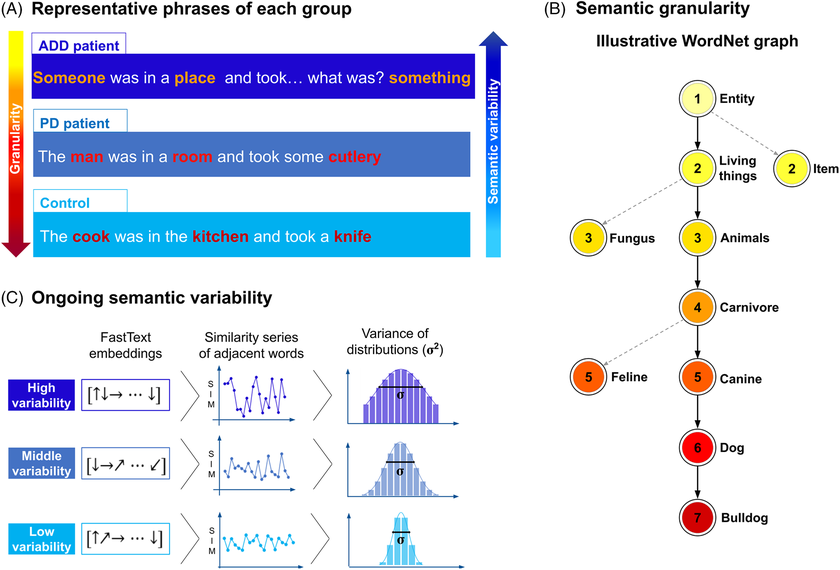 (A) Representative phrases of each group
ADD patient
Someone was in a place and took... what was? something
PD patient
The man was in a room and took some cutlery
Control
The cook was in the kitchen and took a knife
Granularity
Semantic variability
(B) Semantic granularity
Illustrative WordNet graph
1 Entity
2 Living
things
2 Item
3 Fungus
3 Animals
4 Carnivore
5 Feline
5 Canine
6 Dog
7 Bulldog
(C) Ongoing semantic variability
FastText
embeddings
Similarity series
of adjacent words
Variance of
distributions (σ²)
High
variability
[↑↓→ ⋯ ↓]
SIM
σ
Middle
variability
[↓→↗ ⋯ ↙]
SIM
σ
Low
variability
[↑↗→ ⋯ ↓]
SIM
σ